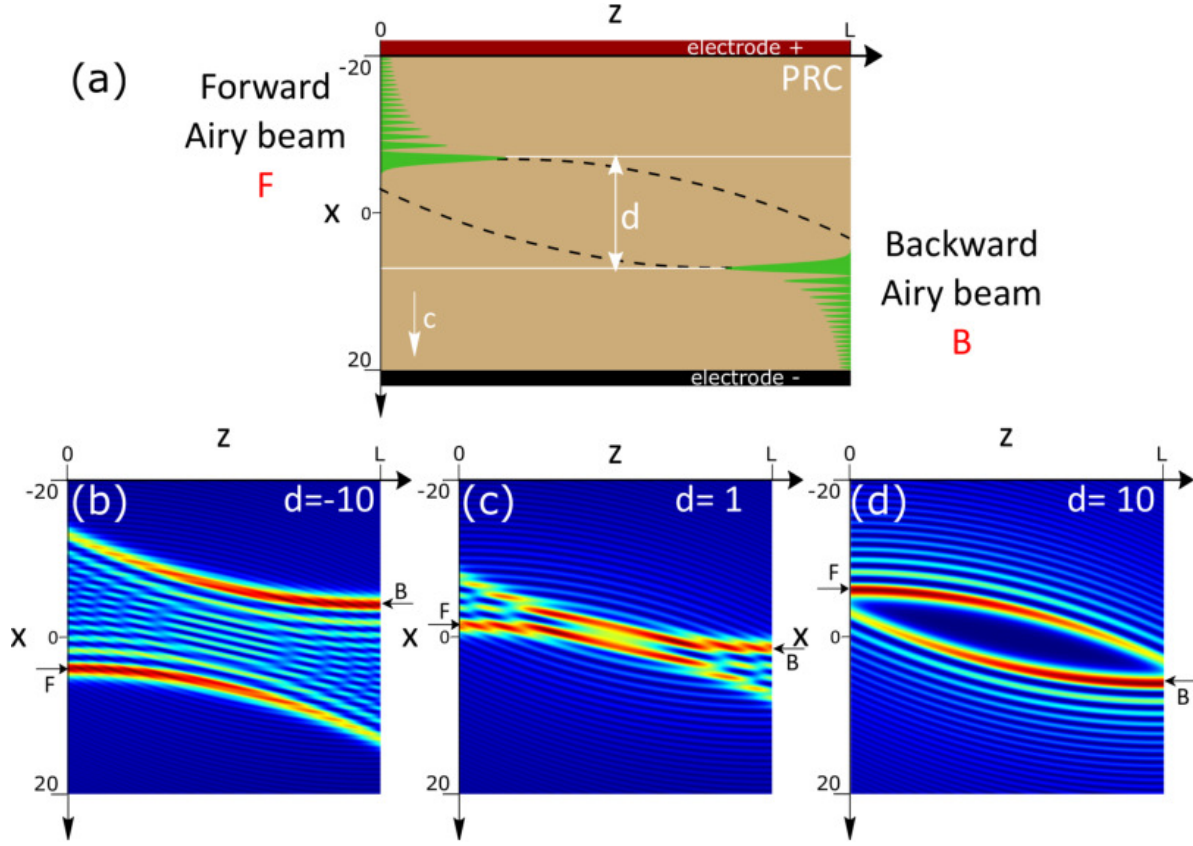 Z
0 L
electrode +
-20
PRC
(a)
Forward
Airy beam
F
X 0
d
Backward
Airy beam
B
c
20
electrode -
Z
0 L
-20
(b) d=-10
B
X 0
F
20
Z
0 L
-20
(c) d= 1
F
X 0
B
20
Z
0 L
-20
(d) d= 10
F
X 0
B
20